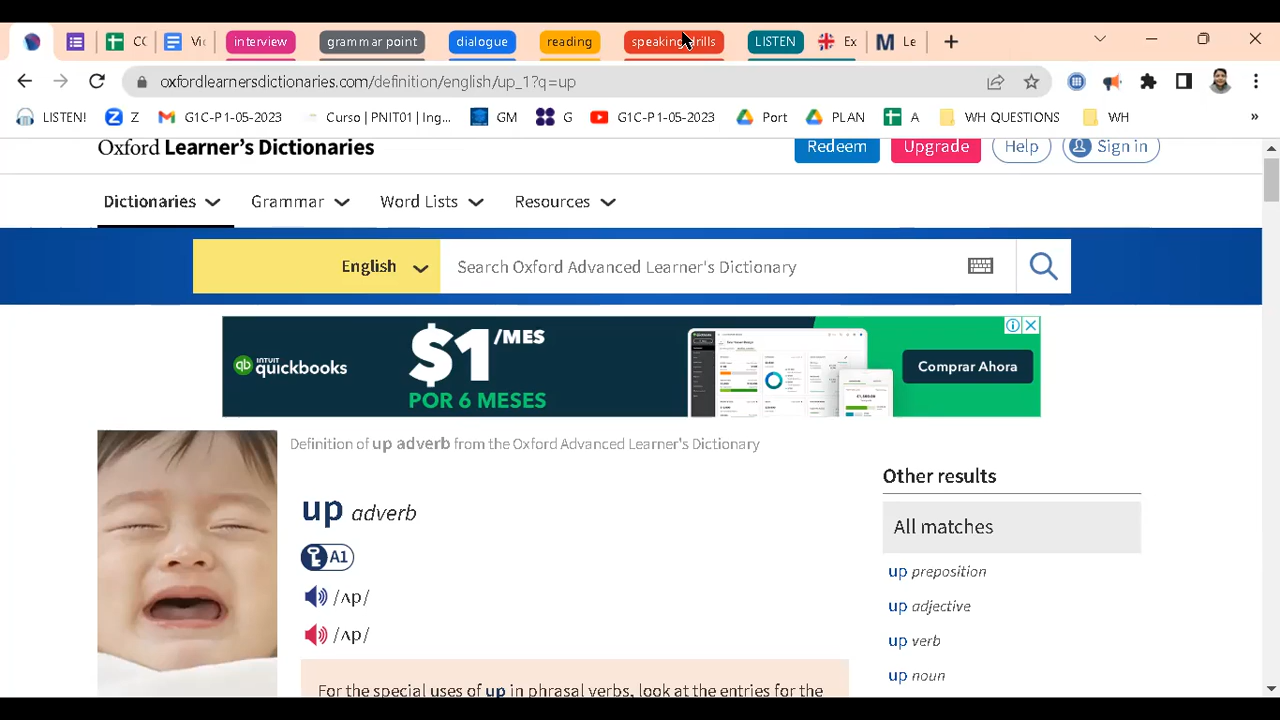 CC
Vic
interview
grammar point
dialogue
reading
speaking drills
LISTEN
Ex
Le
oxfordlearnersdictionaries.com/definition/english/up_1?q=up
LISTEN!
Z
G1C-P1-05-2023
Curso | PNIT01 | Ing...
GM
G
G1C-P1-05-2023
Port
PLAN
A
WH QUESTIONS
WH
»
Oxford Learner's Dictionaries
Redeem
Upgrade
Help
Sign in
Dictionaries
Grammar
Word Lists
Resources
English
Search Oxford Advanced Learner's Dictionary
INTUIT
quickbooks
$1/MES
POR 6 MESES
Comprar Ahora
Definition of up adverb from the Oxford Advanced Learner's Dictionary
up adverb
A1
/ʌp/
/ʌp/
For the special uses of up in phrasal verbs, look at the entries for the
Other results
All matches
up preposition
up adjective
up verb
up noun